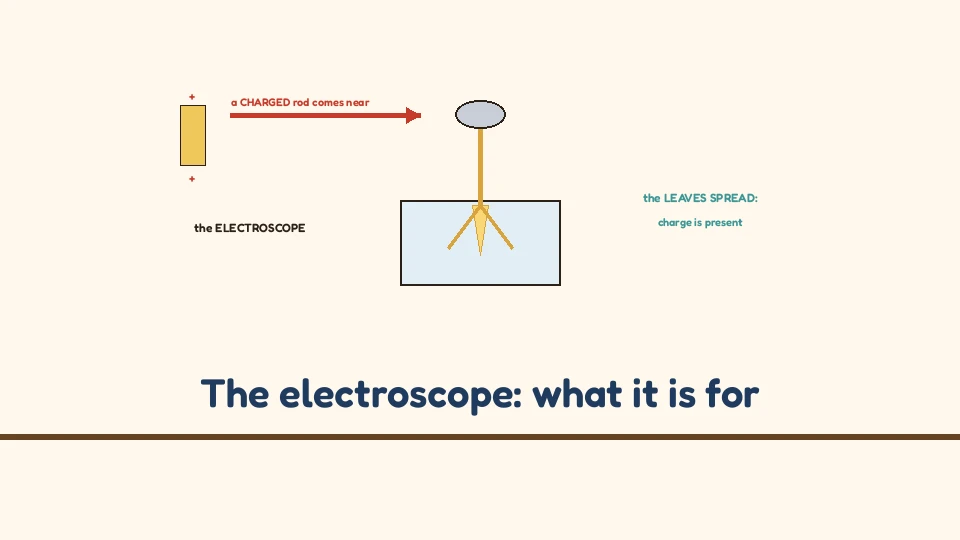 +
a CHARGED rod comes near
+
the LEAVES SPREAD:
charge is present
the ELECTROSCOPE
The electroscope: what it is for